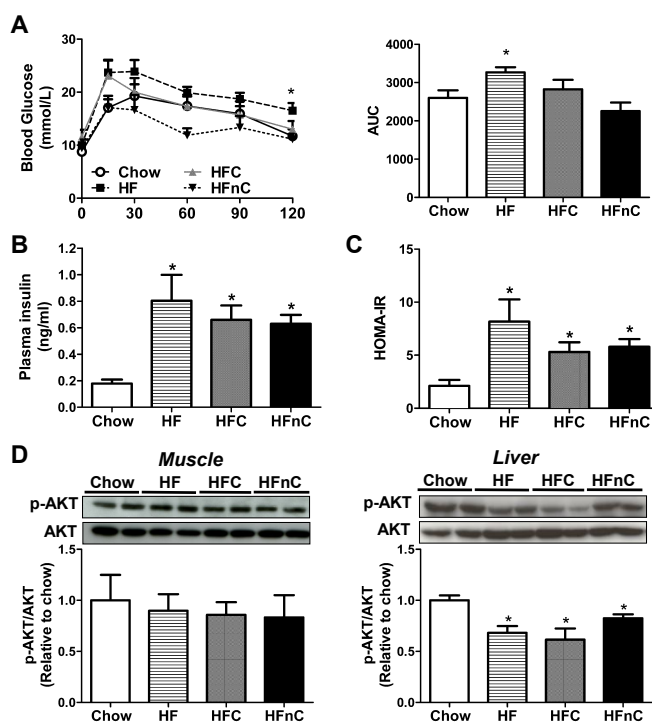 A
Blood Glucose
(mmol/L)
30
20
10
0
Chow
HF
HFC
HFnC
0 30 60 90 120
*
AUC
4000
3000
2000
1000
0
*
Chow HF HFC HFnC
B
Plasma insulin
(ng/ml)
1.2
1.0
0.8
0.6
0.4
0.2
0.0
* * *
Chow HF HFC HFnC
C
HOMA-IR
15
10
5
0
* * *
Chow HF HFC HFnC
D
Muscle
Chow HF HFC HFnC
p-AKT
AKT
p-AKT/AKT
(Relative to chow)
1.5
1.0
0.5
0.0
Chow HF HFC HFnC
Liver
Chow HF HFC HFnC
p-AKT
AKT
p-AKT/AKT
(Relative to chow)
1.5
1.0
0.5
0.0
* * *
Chow HF HFC HFnC